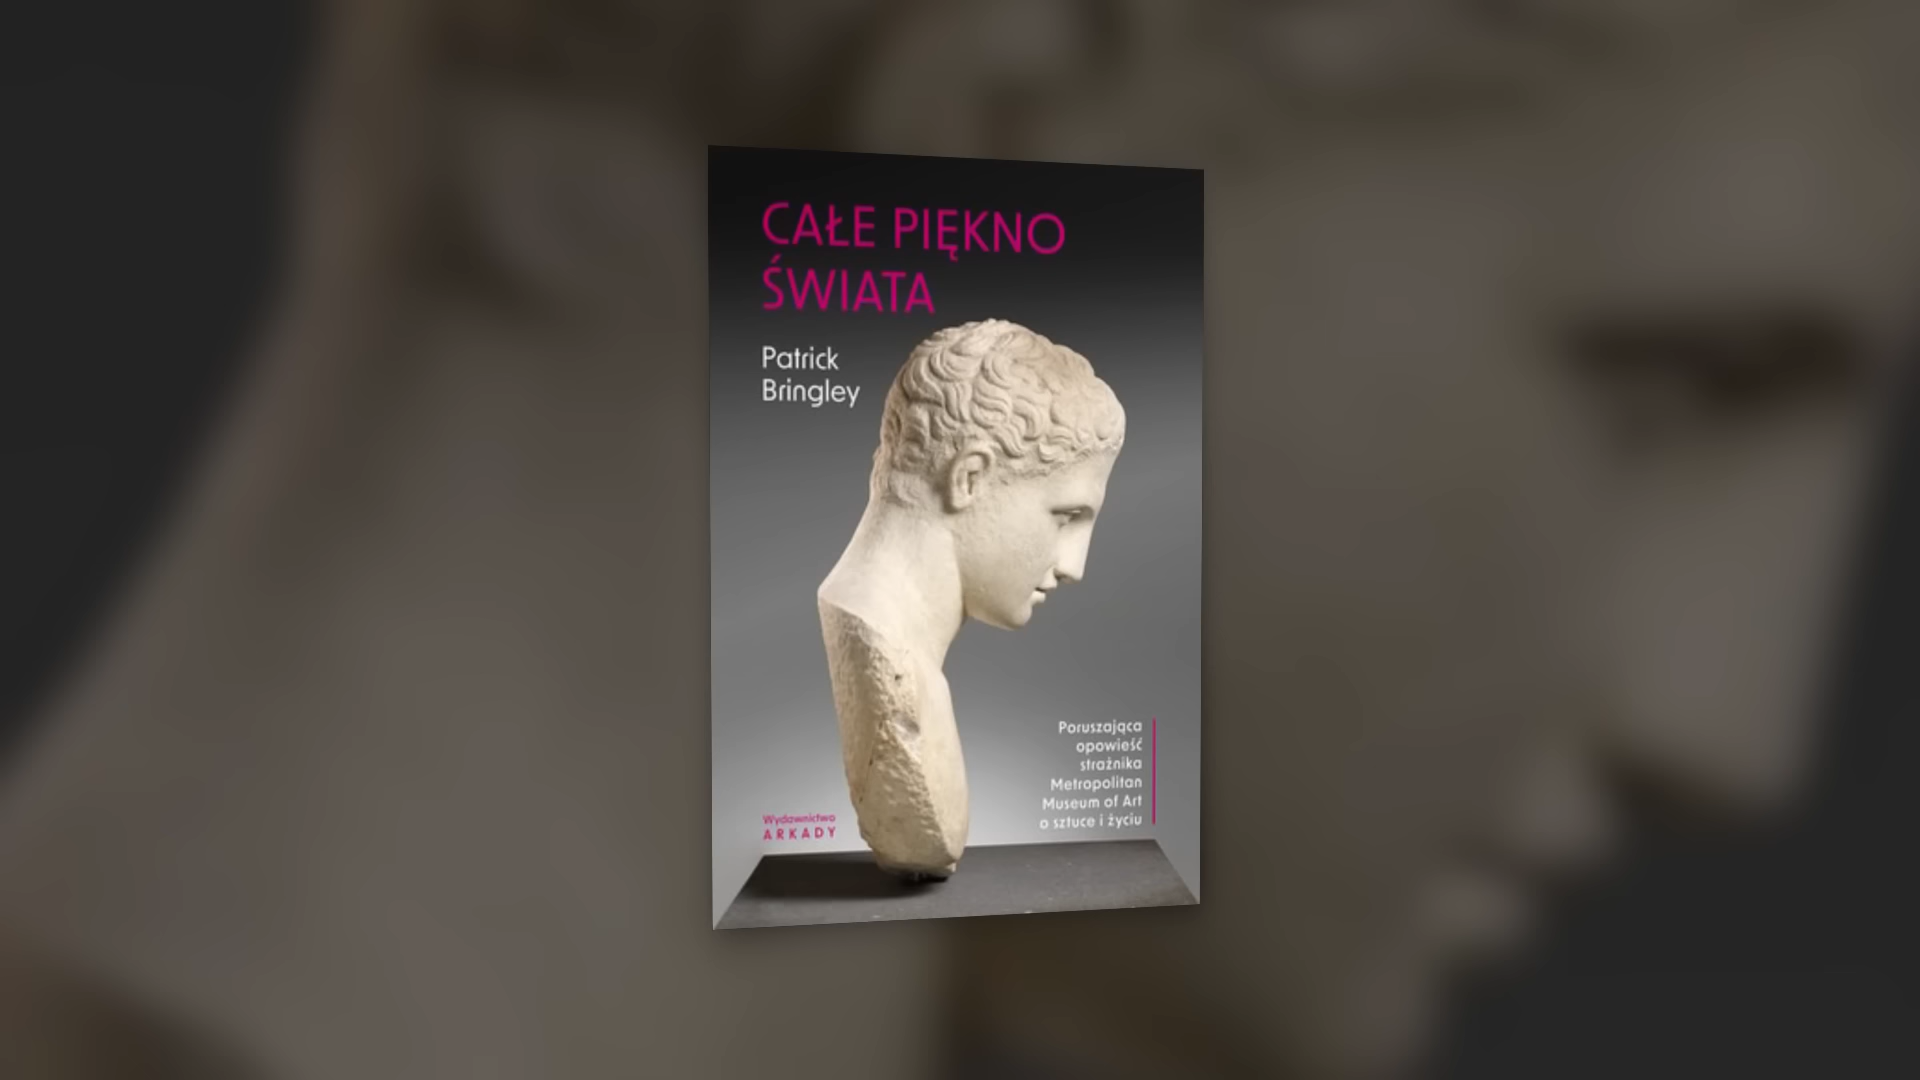 CAŁE PIĘKNO
ŚWIATA
Patrick
Bringley
Poruszająca
opowieść
strażnika
Metropolitan
Museum of Art
o sztuce i życiu
Wydawnictwo
ARKADY